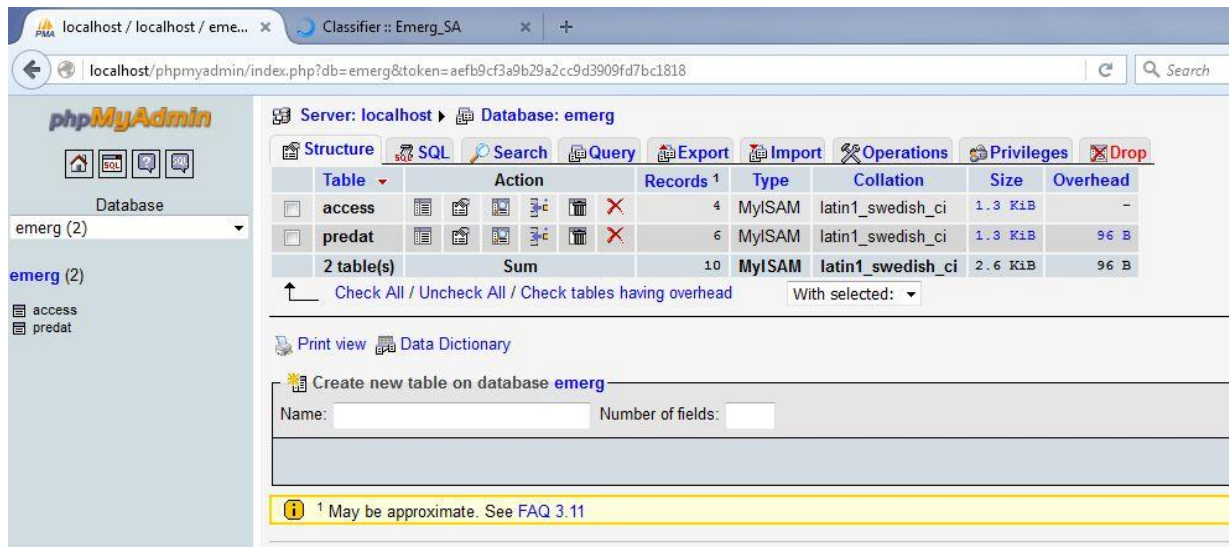 localhost / localhost / eme...
Classifier :: Emerg_SA
localhost/phpmyadmin/index.php?db=emerg&token=aefb9cf3a9b29a2cc9d3909fd7bc1818
Search
phpMyAdmin
SQL
Database
emerg (2)
emerg (2)
access
predat
Server: localhost Database: emerg
Structure SQL Search Query Export Import Operations Privileges Drop
Table Action Records 1 Type Collation Size Overhead
access 4 MyISAM latin1_swedish_ci 1.3 KiB -
predat 6 MyISAM latin1_swedish_ci 1.3 KiB 96 B
2 table(s) Sum 10 MyISAM latin1_swedish_ci 2.6 KiB 96 B
Check All / Uncheck All / Check tables having overhead With selected:
Print view Data Dictionary
Create new table on database emerg
Name: Number of fields:
1 May be approximate. See FAQ 3.11